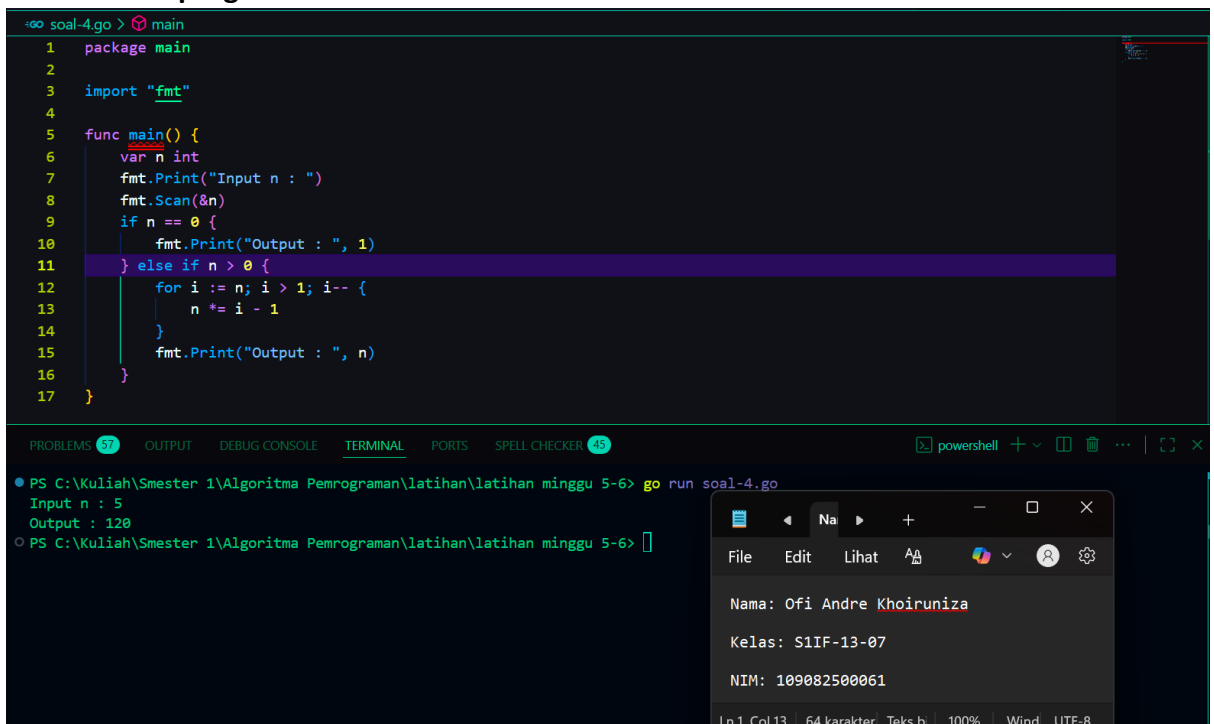 soal-4.go > main
1 package main
2
3 import "fmt"
4
5 func main() {
6 var n int
7 fmt.Print("Input n : ")
8 fmt.Scan(&n)
9 if n == 0 {
10 fmt.Print("Output : ", 1)
11 } else if n > 0 {
12 for i := n; i > 1; i-- {
13 n *= i - 1
14 }
15 fmt.Print("Output : ", n)
16 }
17 }
PROBLEMS 57 OUTPUT DEBUG CONSOLE TERMINAL PORTS SPELL CHECKER 45 powershell
PS C:\Kuliah\Smester 1\Algoritma Pemrograman\latihan\latihan minggu 5-6> go run soal-4.go
Input n : 5
Output : 120
PS C:\Kuliah\Smester 1\Algoritma Pemrograman\latihan\latihan minggu 5-6>
Na
File Edit Lihat
Nama: Ofi Andre Khoiruniza
Kelas: S1IF-13-07
NIM: 109082500061
Ln 1, Col 13 64 karakter Teks bi 100% Wind UTF-8